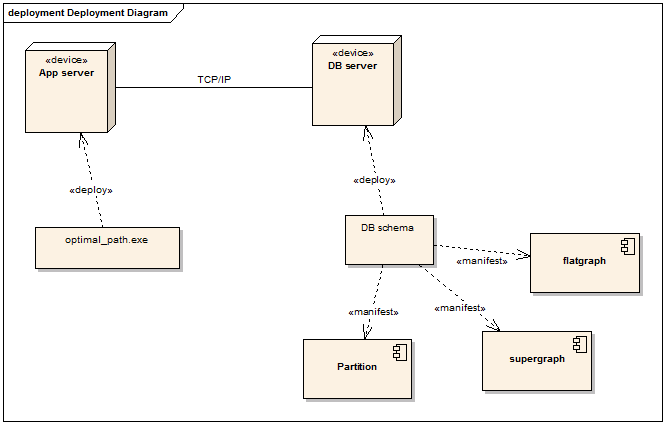 deployment Deployment Diagram
«device»
App server
«device»
DB server
TCP/IP
«deploy»
«deploy»
optimal_path.exe
DB schema
«manifest»
flatgraph
«manifest»
«manifest»
Partition
supergraph